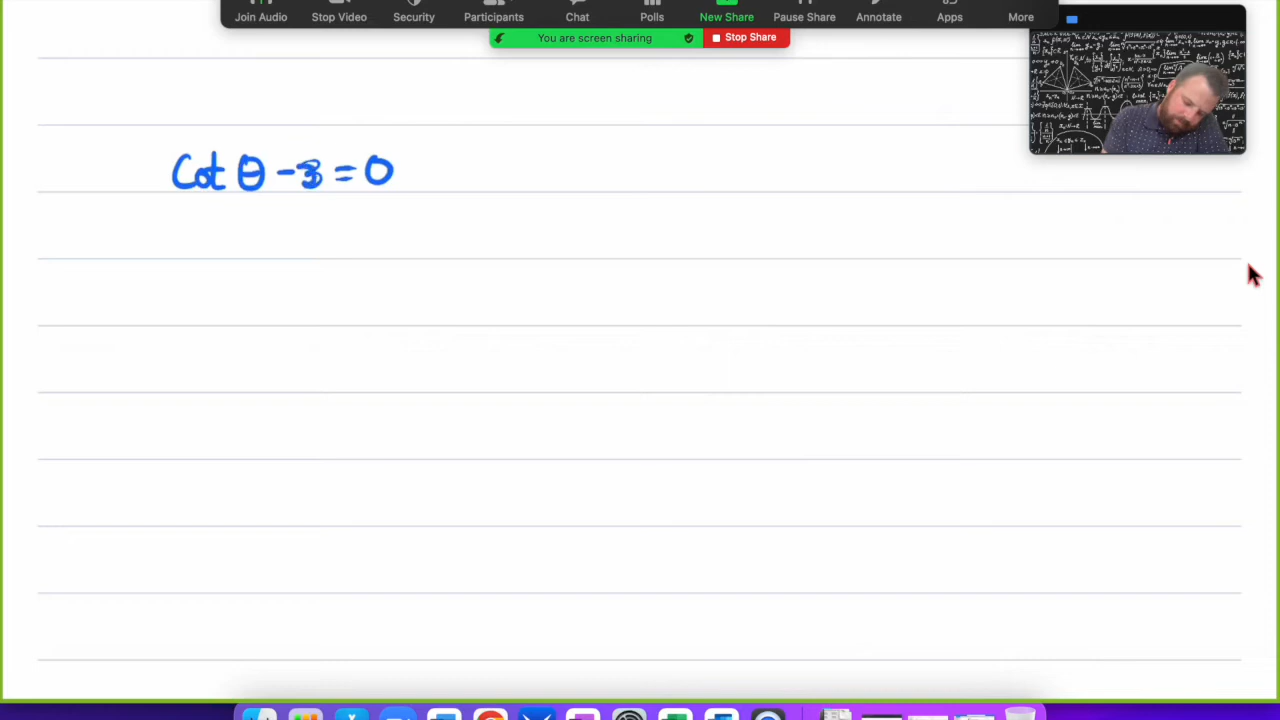 Join Audio Stop Video Security Participants Chat Polls New Share Pause Share Annotate Apps More
You are screen sharing Stop Share
Cot θ - 3 = 0